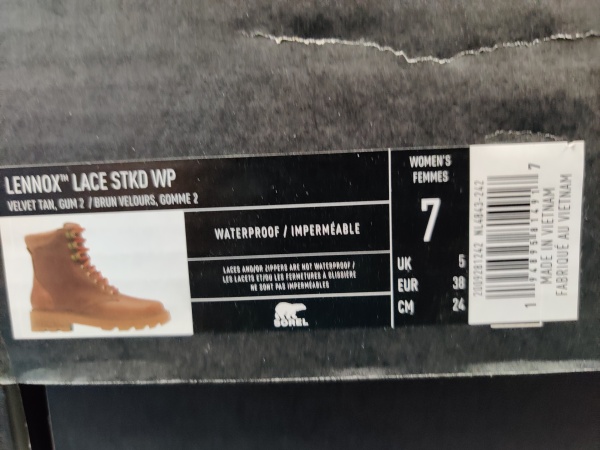 LENNOX™ LACE STKD WP
VELVET TAN, GUM 2 / BRUN VELOURS, GOMME 2
WATERPROOF / IMPERMÉABLE
LACES AND/OR ZIPPERS ARE NOT WATERPROOF /
LES LACETS ET/OU LES FERMETURES À GLISSIÈRE
NE SONT PAS IMPERMÉABLES
SOREL
WOMEN'S
FEMMES
7
UK 5
EUR 38
CM 24
MADE IN VIETNAM
FABRIQUÉ AU VIETNAM